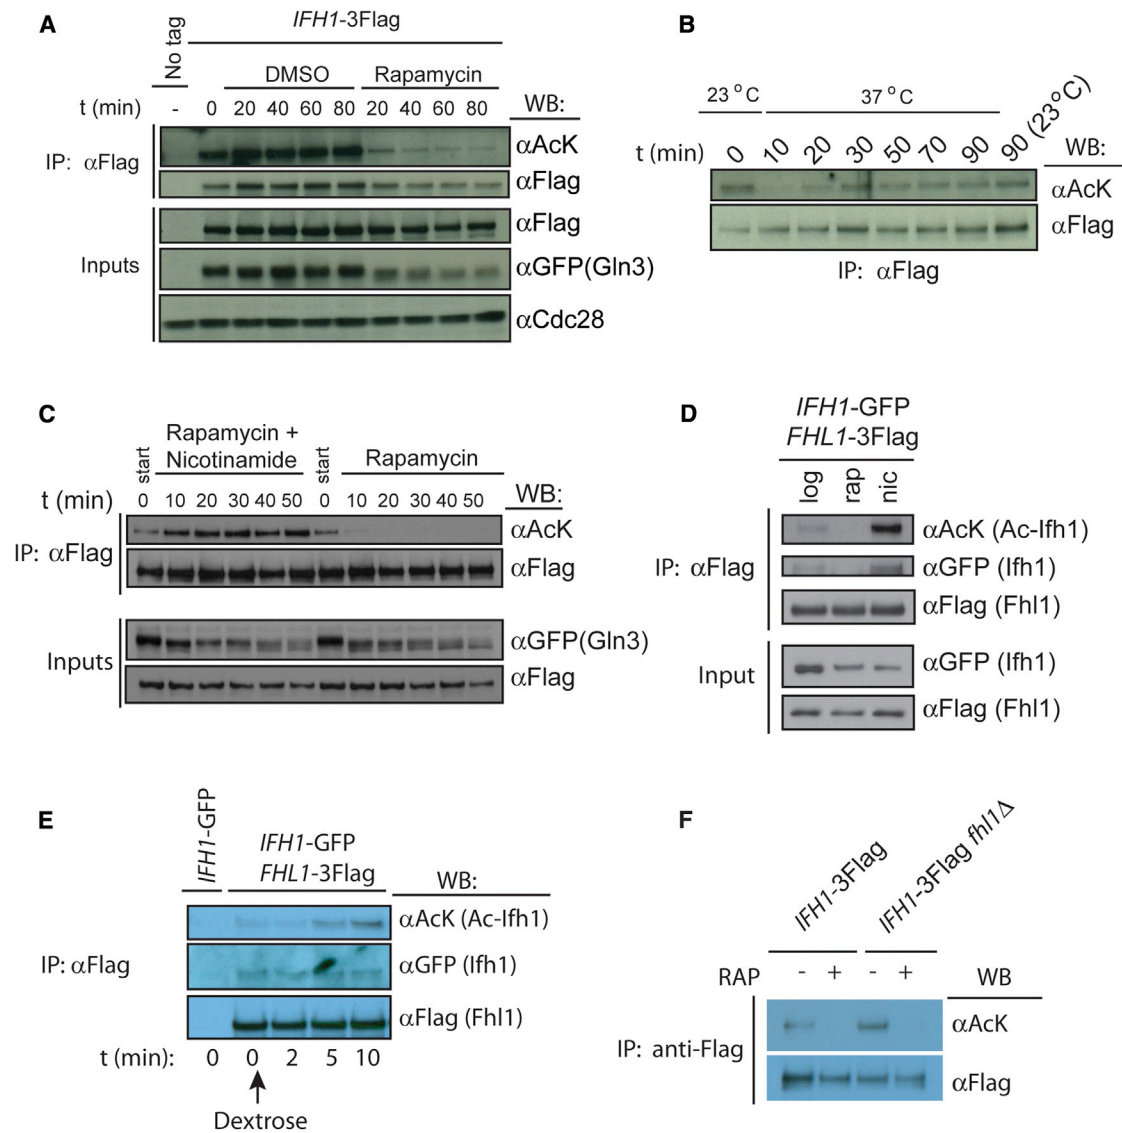 A
No tag
IFH1-3Flag
DMSO Rapamycin
t (min) - 0 20 40 60 80 20 40 60 80 WB:
IP: αFlag
αAcK
αFlag
Inputs
αFlag
αGFP(Gln3)
αCdc28
B
23 °C 37 °C
t (min) 0 10 20 30 50 70 90 90 (23°C) WB:
αAcK
αFlag
IP: αFlag
C
start Rapamycin + Nicotinamide start Rapamycin
t (min) 0 10 20 30 40 50 0 10 20 30 40 50 WB:
IP: αFlag
αAcK
αFlag
Inputs
αGFP(Gln3)
αFlag
D
IFH1-GFP
FHL1-3Flag
log rap nic
IP: αFlag
αAcK (Ac-Ifh1)
αGFP (Ifh1)
αFlag (Fhl1)
Input
αGFP (Ifh1)
αFlag (Fhl1)
E
IFH1-GFP
IFH1-GFP
FHL1-3Flag
WB:
IP: αFlag
αAcK (Ac-Ifh1)
αGFP (Ifh1)
αFlag (Fhl1)
t (min): 0 0 2 5 10
Dextrose
F
IFH1-3Flag
IFH1-3Flag fhl1Δ
RAP - + - + WB
IP: anti-Flag
αAcK
αFlag